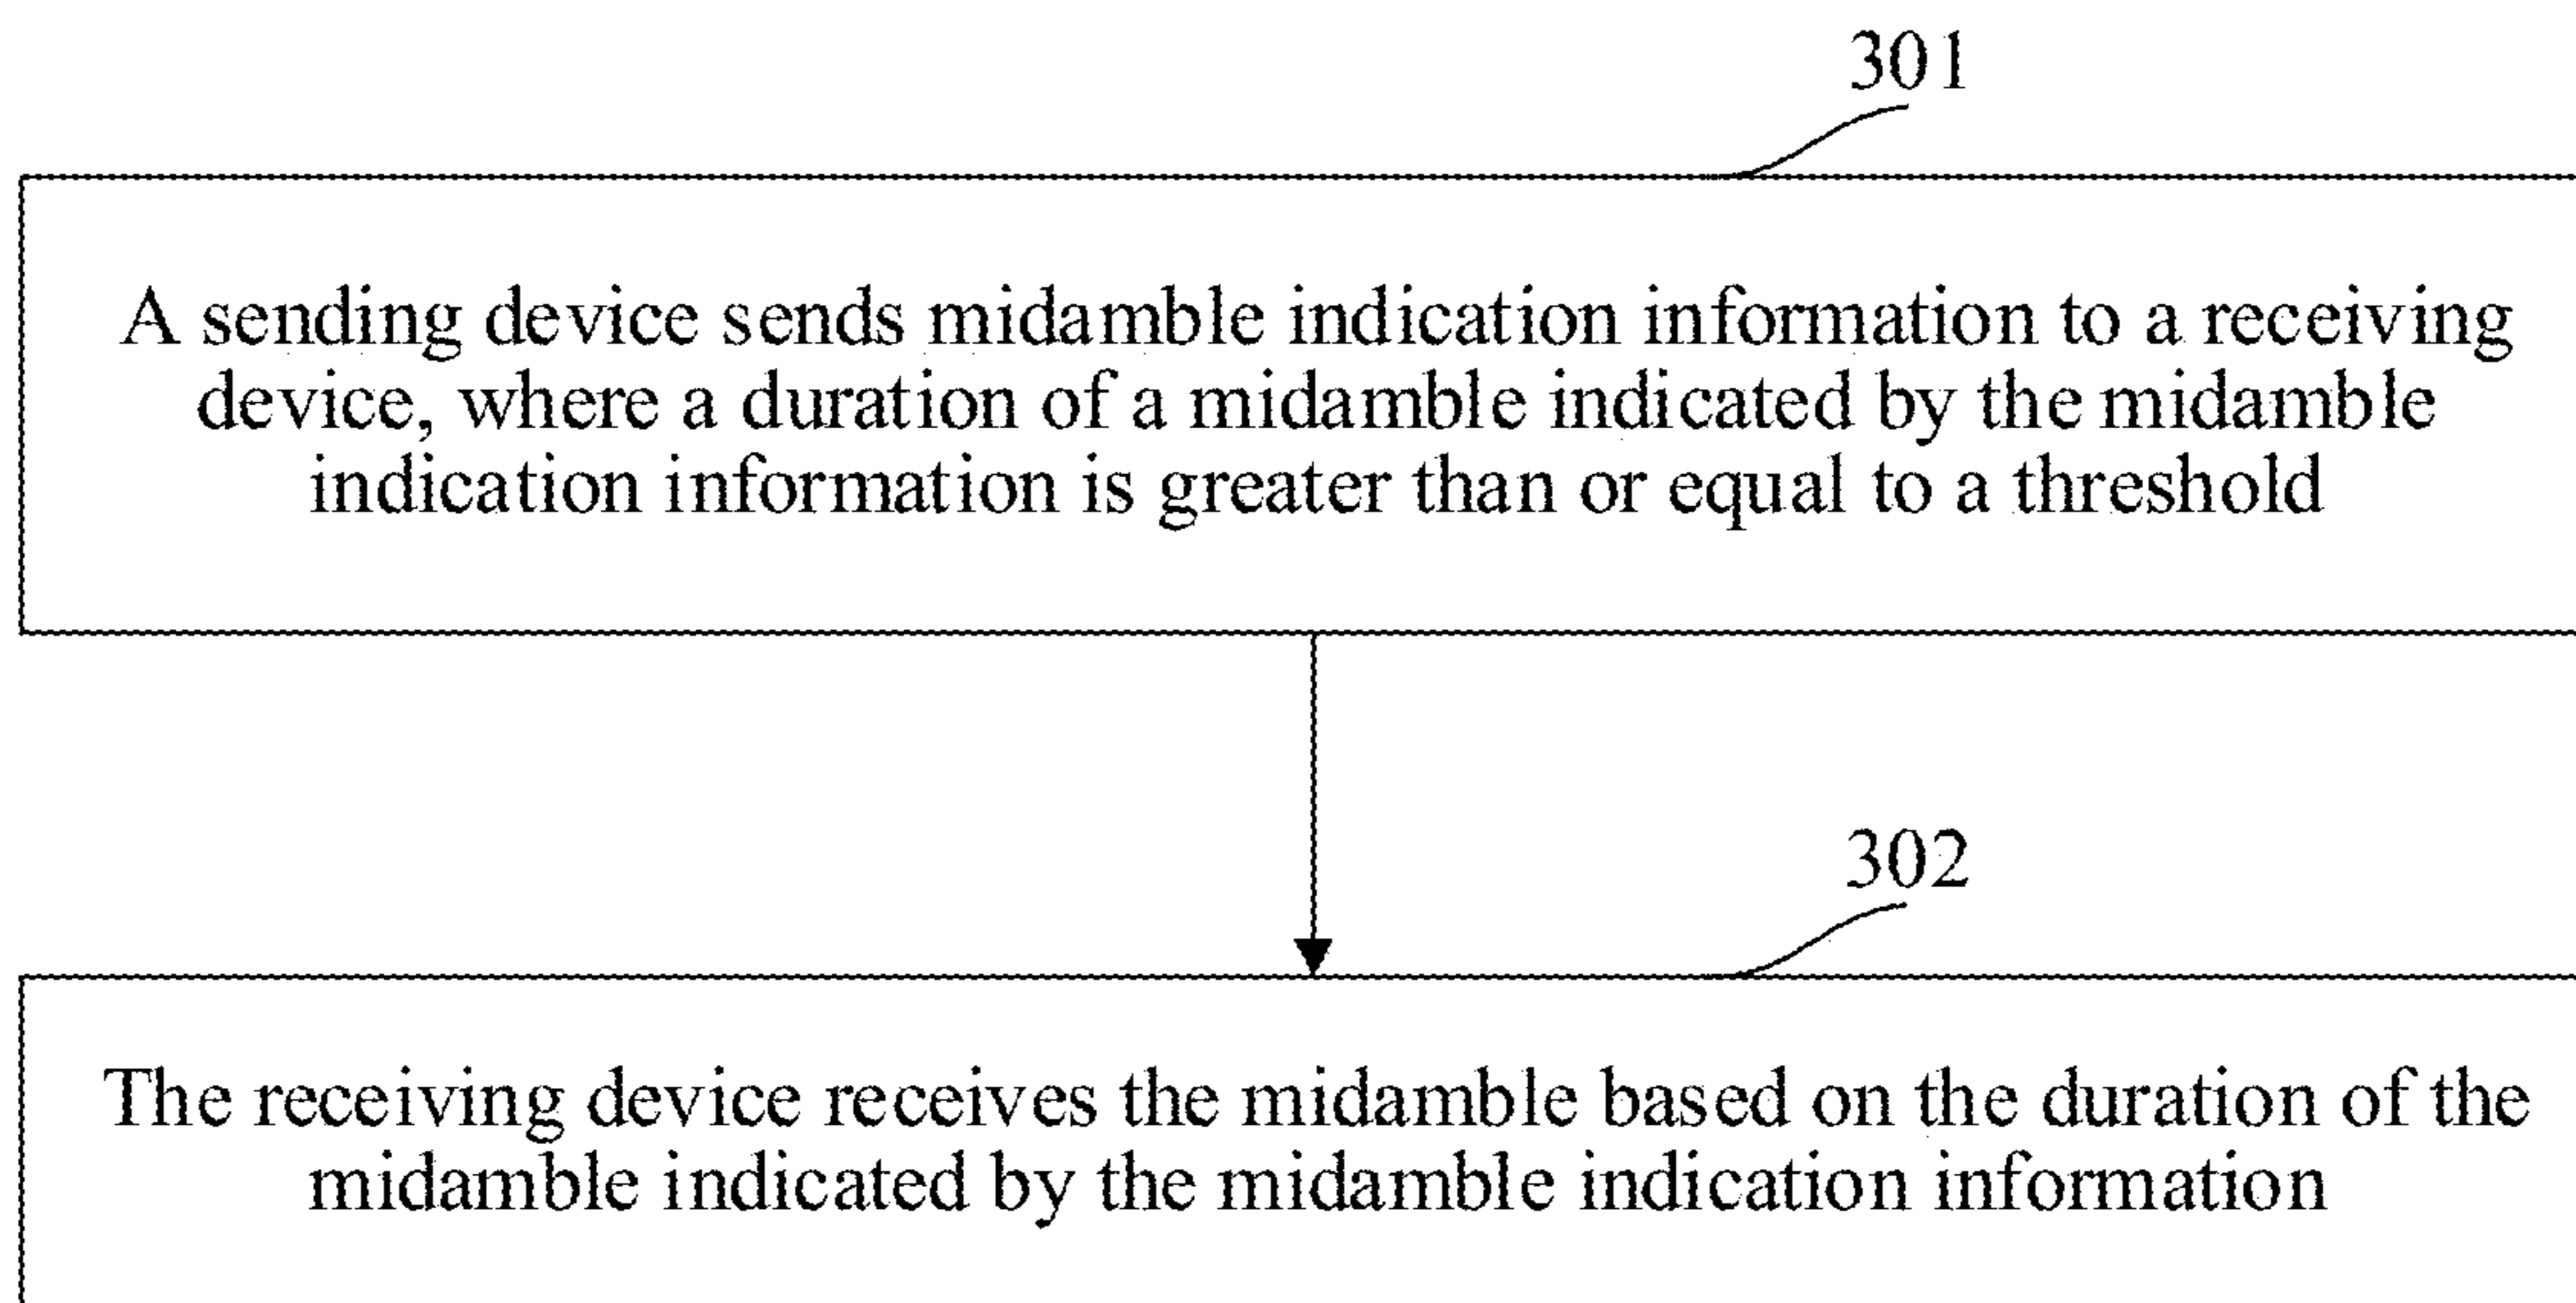 301
A sending device sends midamble indication information to a receiving
device, where a duration of a midamble indicated by the midamble
indication information is greater than or equal to a threshold
302
The receiving device receives the midamble based on the duration of the
midamble indicated by the midamble indication information